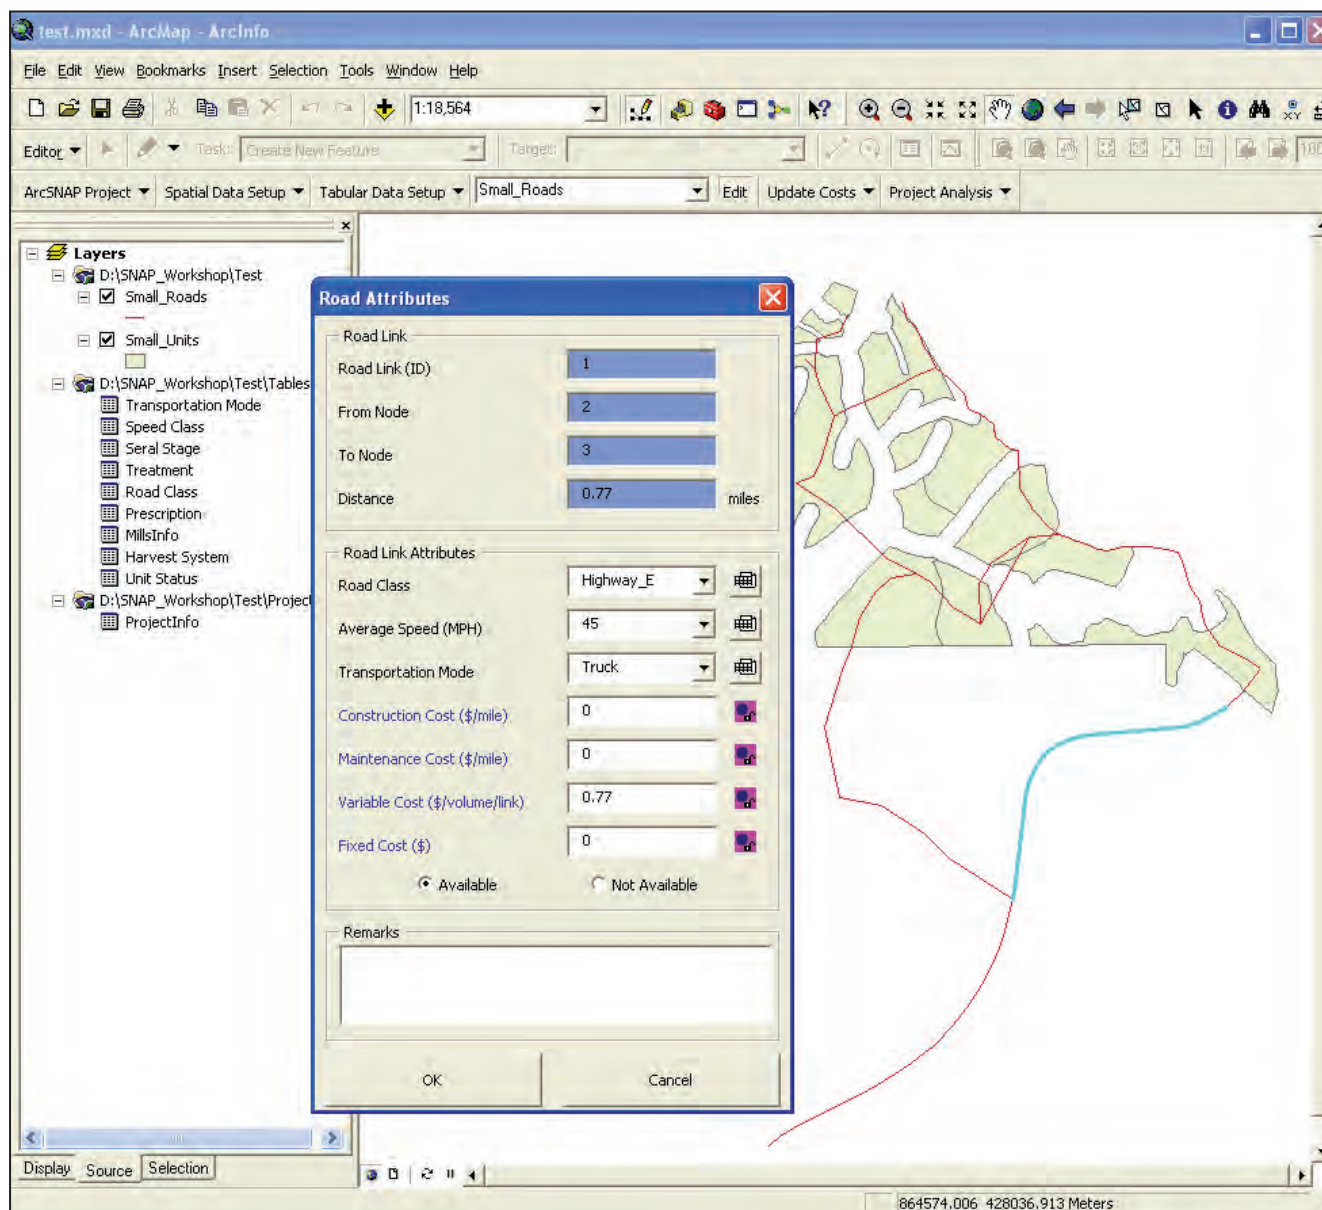 test.mxd - ArcMap - ArcInfo
File Edit View Bookmarks Insert Selection Tools Window Help
1:18,564
Editor Task: Create New Feature Target: 100
ArcSNAP Project Spatial Data Setup Tabular Data Setup Small_Roads Edit Update Costs Project Analysis
Layers
D:\SNAP_Workshop\Test
Small_Roads
Small_Units
D:\SNAP_Workshop\Test\Tables
Transportation Mode
Speed Class
Seral Stage
Treatment
Road Class
Prescription
MillsInfo
Harvest System
Unit Status
D:\SNAP_Workshop\Test\Project
ProjectInfo
Road Attributes
Road Link
Road Link (ID) 1
From Node 2
To Node 3
Distance 0.77 miles
Road Link Attributes
Road Class Highway_E
Average Speed (MPH) 45
Transportation Mode Truck
Construction Cost ($/mile) 0
Maintenance Cost ($/mile) 0
Variable Cost ($/volume/link) 0.77
Fixed Cost ($) 0
Available Not Available
Remarks
OK Cancel
Display Source Selection
864574.006 428036.913 Meters